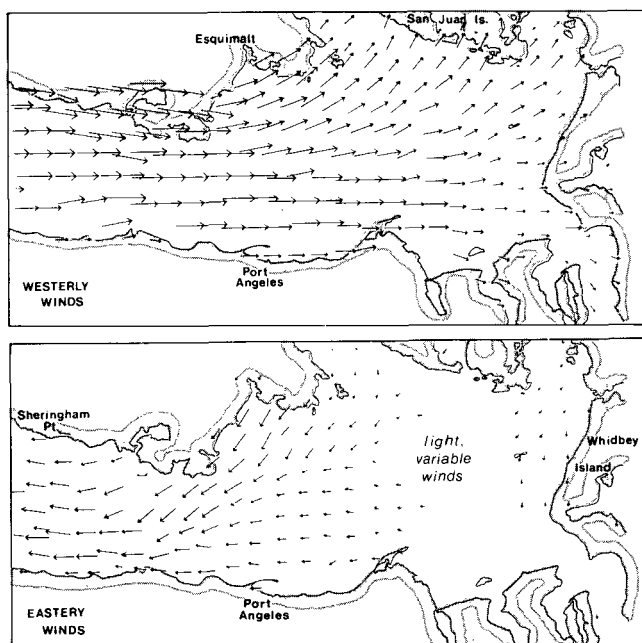 San Juan Is.
Esquimalt
Port
Angeles
WESTERLY
WINDS
Sheringham
Pt.
light,
variable
winds
Whidbey
Island
Port
Angeles
EASTERY
WINDS